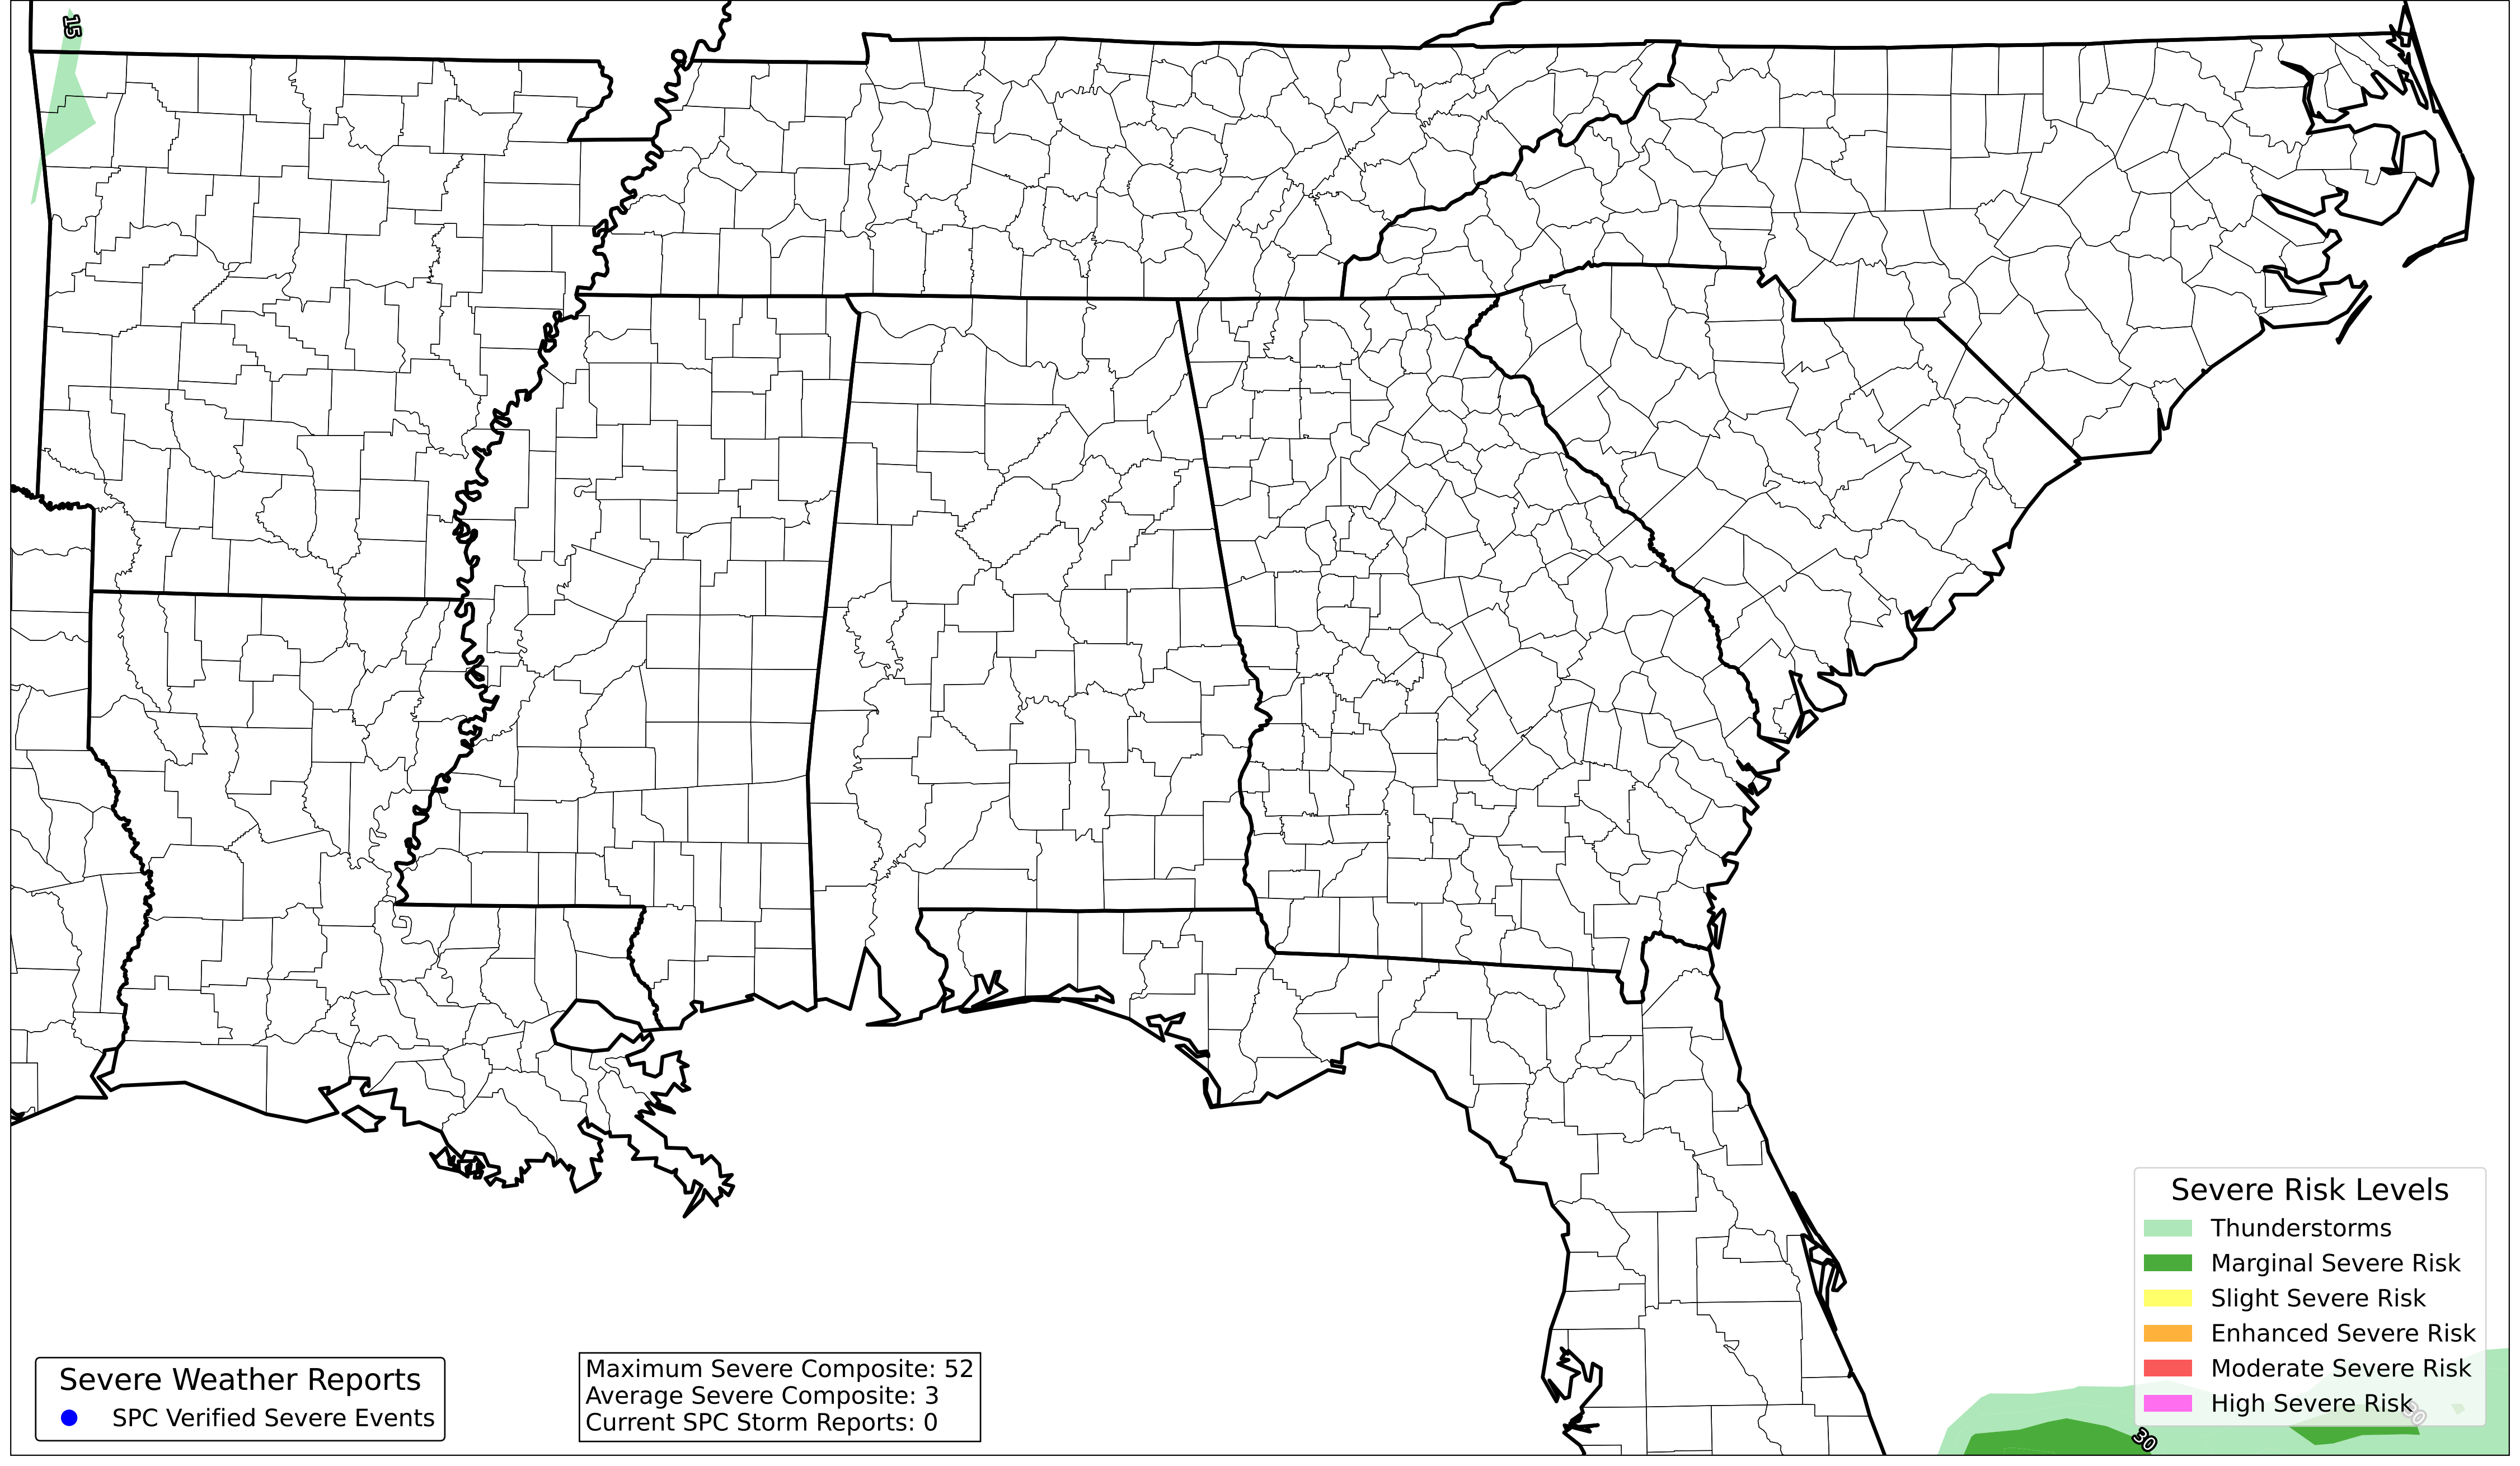 15
Severe Risk Levels
Thunderstorms
Marginal Severe Risk
Slight Severe Risk
Enhanced Severe Risk
Moderate Severe Risk
High Severe Risk
30
30
Severe Weather Reports
SPC Verified Severe Events
Maximum Severe Composite: 52
Average Severe Composite: 3
Current SPC Storm Reports: 0